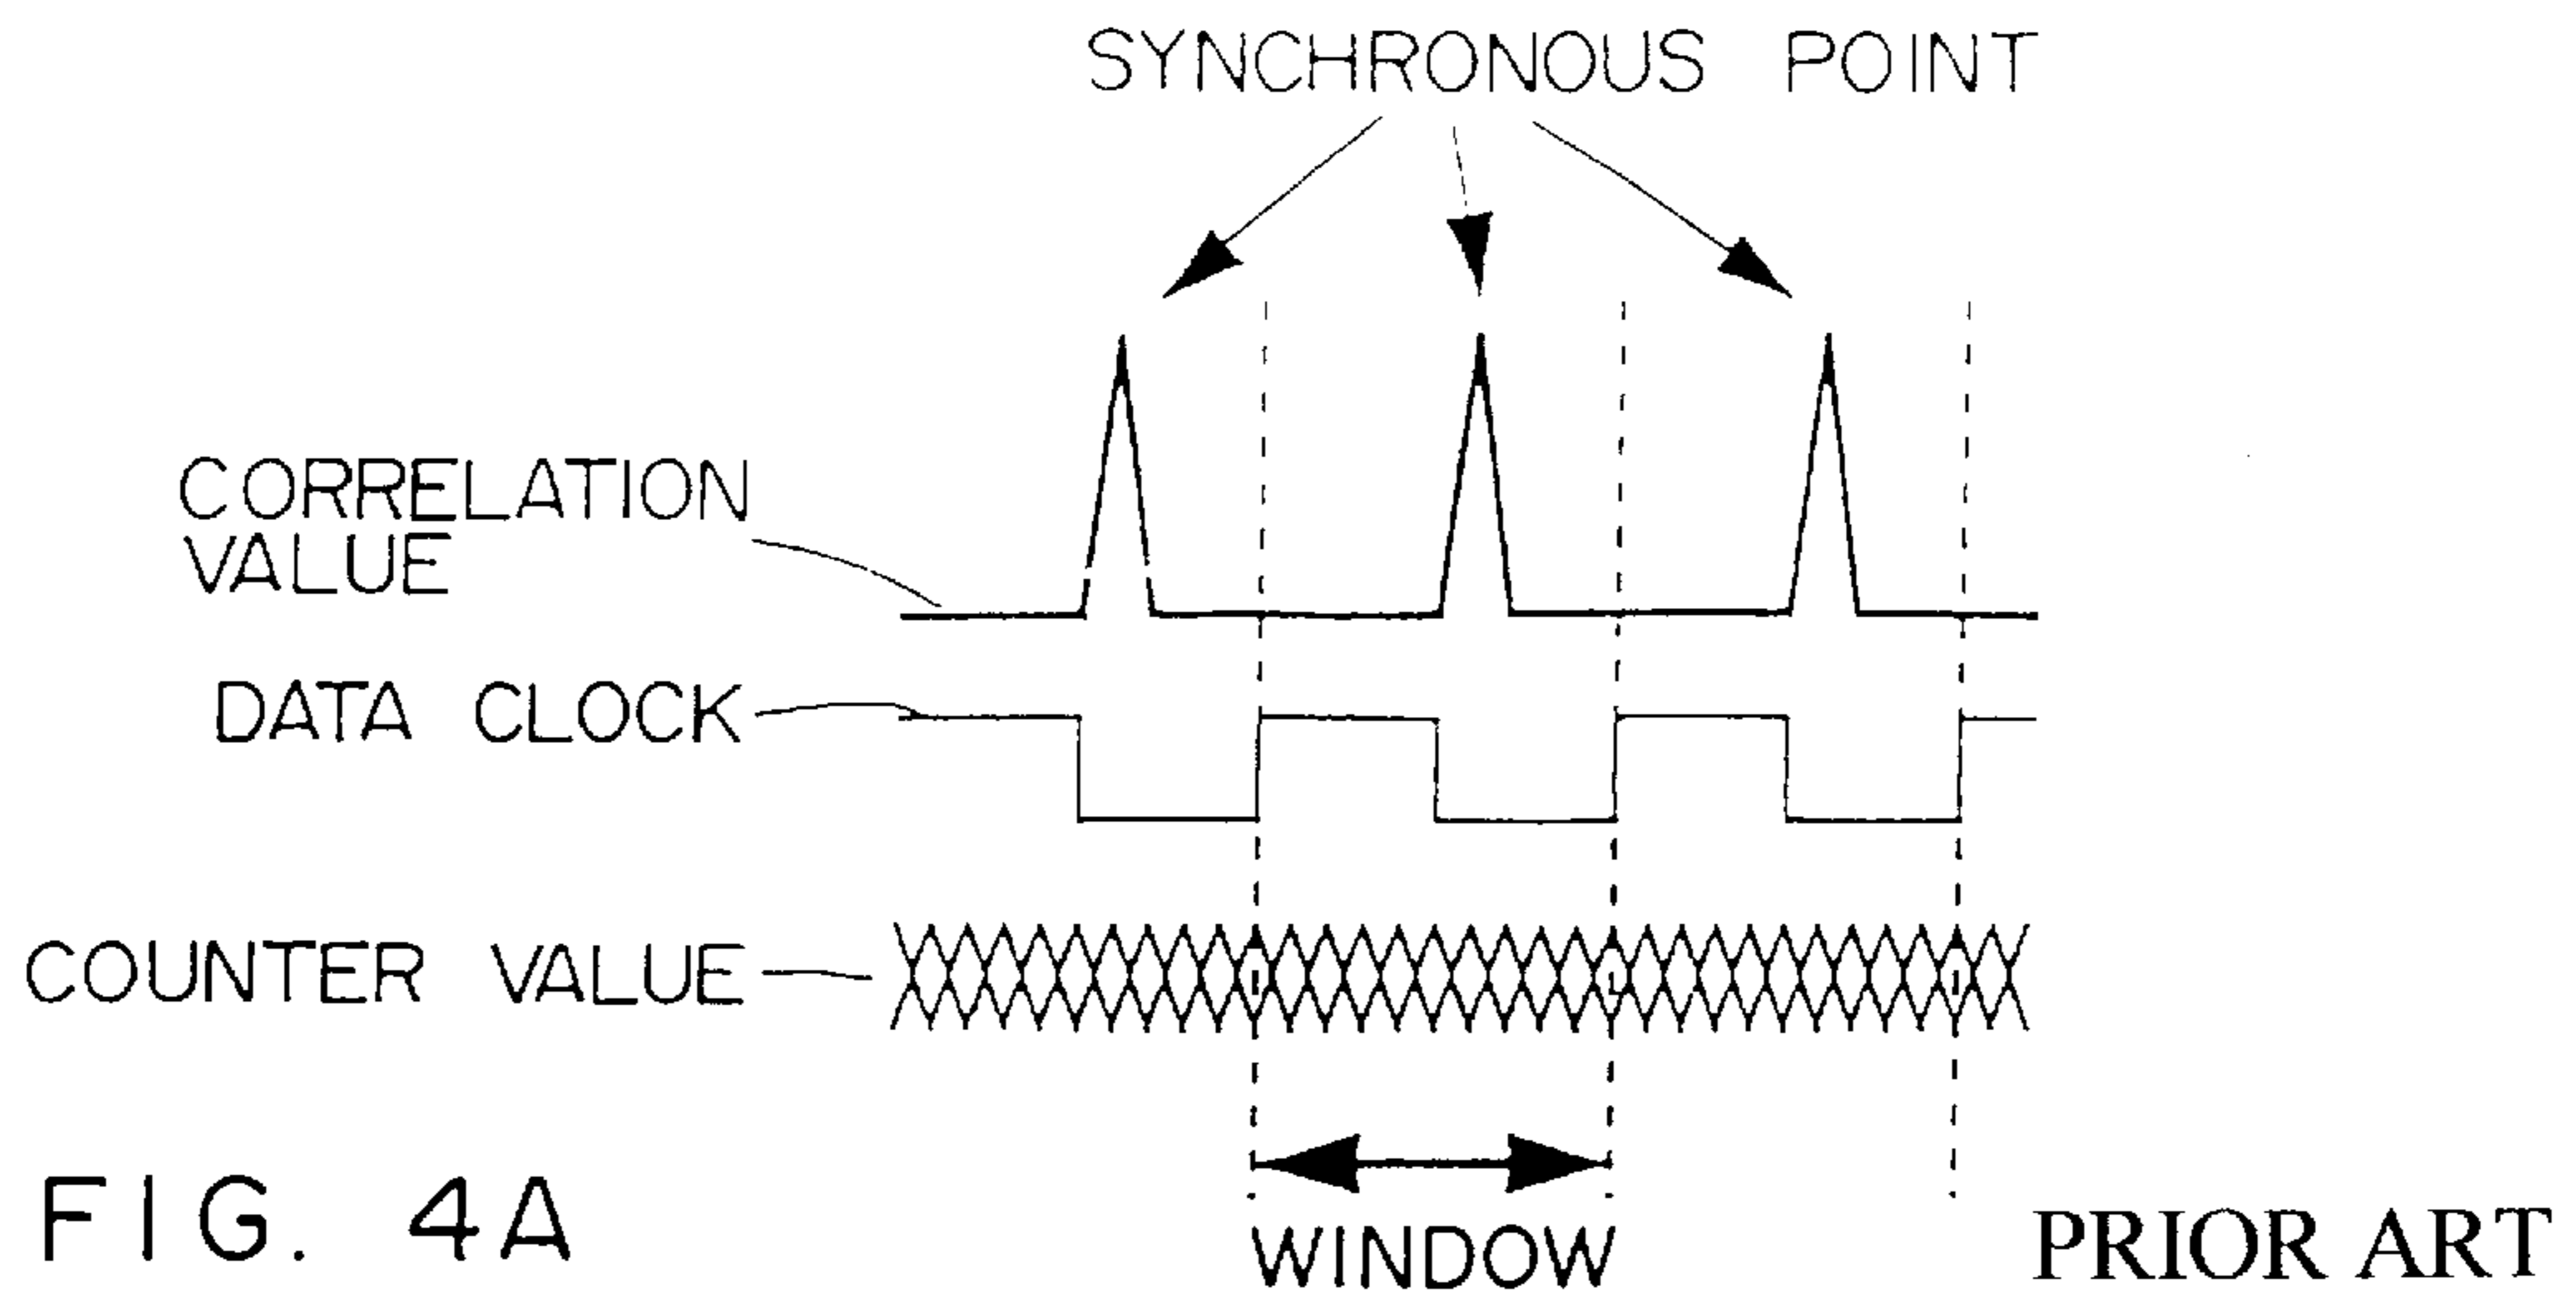 SYNCHRONOUS POINT
CORRELATION
VALUE
DATA CLOCK
COUNTER VALUE
WINDOW
FIG. 4A
PRIOR ART